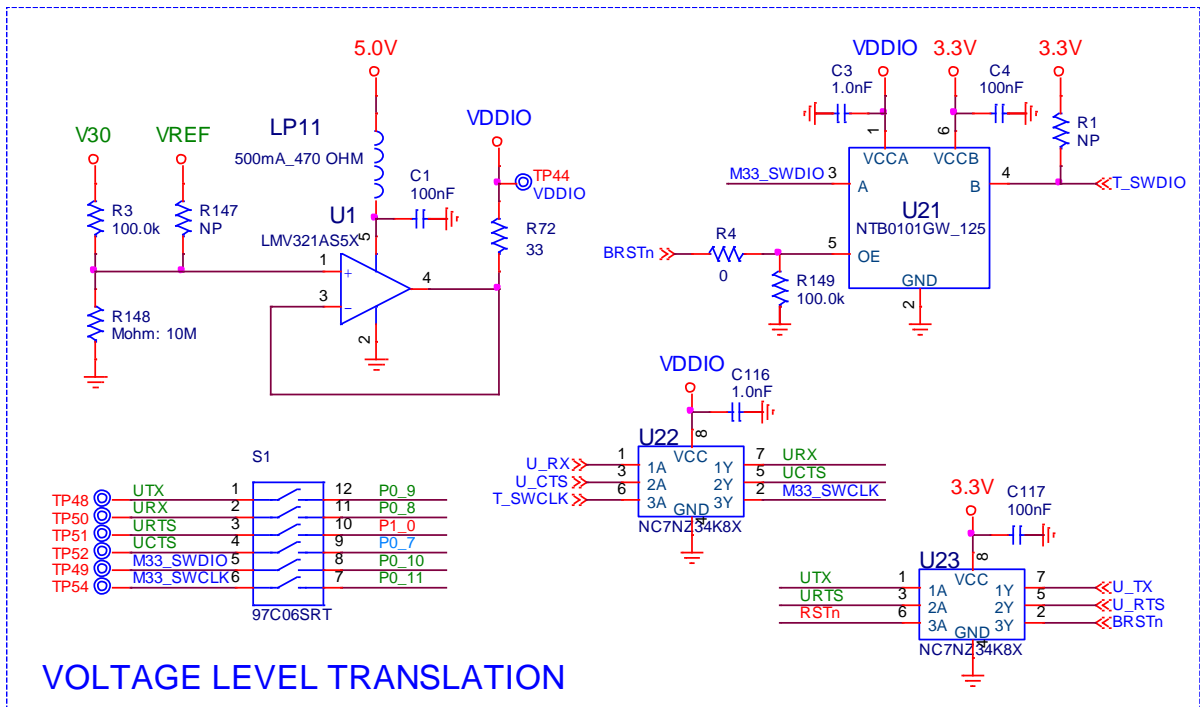 5.0V
V30
VREF
LP11
500mA_470 OHM
C1
100nF
VDDIO
TP44
VDDIO
R3
100.0k
R147
NP
U1
LMV321AS5X
R72
33
1
+
3
−
5
4
2
R148
Mohm: 10M
VDDIO
3.3V
3.3V
C3
1.0nF
C4
100nF
R1
NP
1
6
VCCA
VCCB
M33_SWDIO
3
A
B
4
T_SWDIO
U21
NTB0101GW_125
BRSTn
R4
0
5
OE
R149
100.0k
GND
2
VDDIO
C116
1.0nF
U22
8
VCC
U_RX
1
1A
1Y
7
URX
U_CTS
3
2A
2Y
5
UCTS
T_SWCLK
6
3A
3Y
2
M33_SWCLK
GND
4
NC7NZ34K8X
3.3V
C117
100nF
U23
8
VCC
UTX
1
1A
1Y
7
U_TX
URTS
3
2A
2Y
5
U_RTS
RSTn
6
3A
3Y
2
BRSTn
GND
4
NC7NZ34K8X
S1
TP48 UTX 1 12 P0_9
TP50 URX 2 11 P0_8
TP51 URTS 3 10 P1_0
TP52 UCTS 4 9 P0_7
TP49 M33_SWDIO 5 8 P0_10
TP54 M33_SWCLK 6 7 P0_11
97C06SRT
VOLTAGE LEVEL TRANSLATION